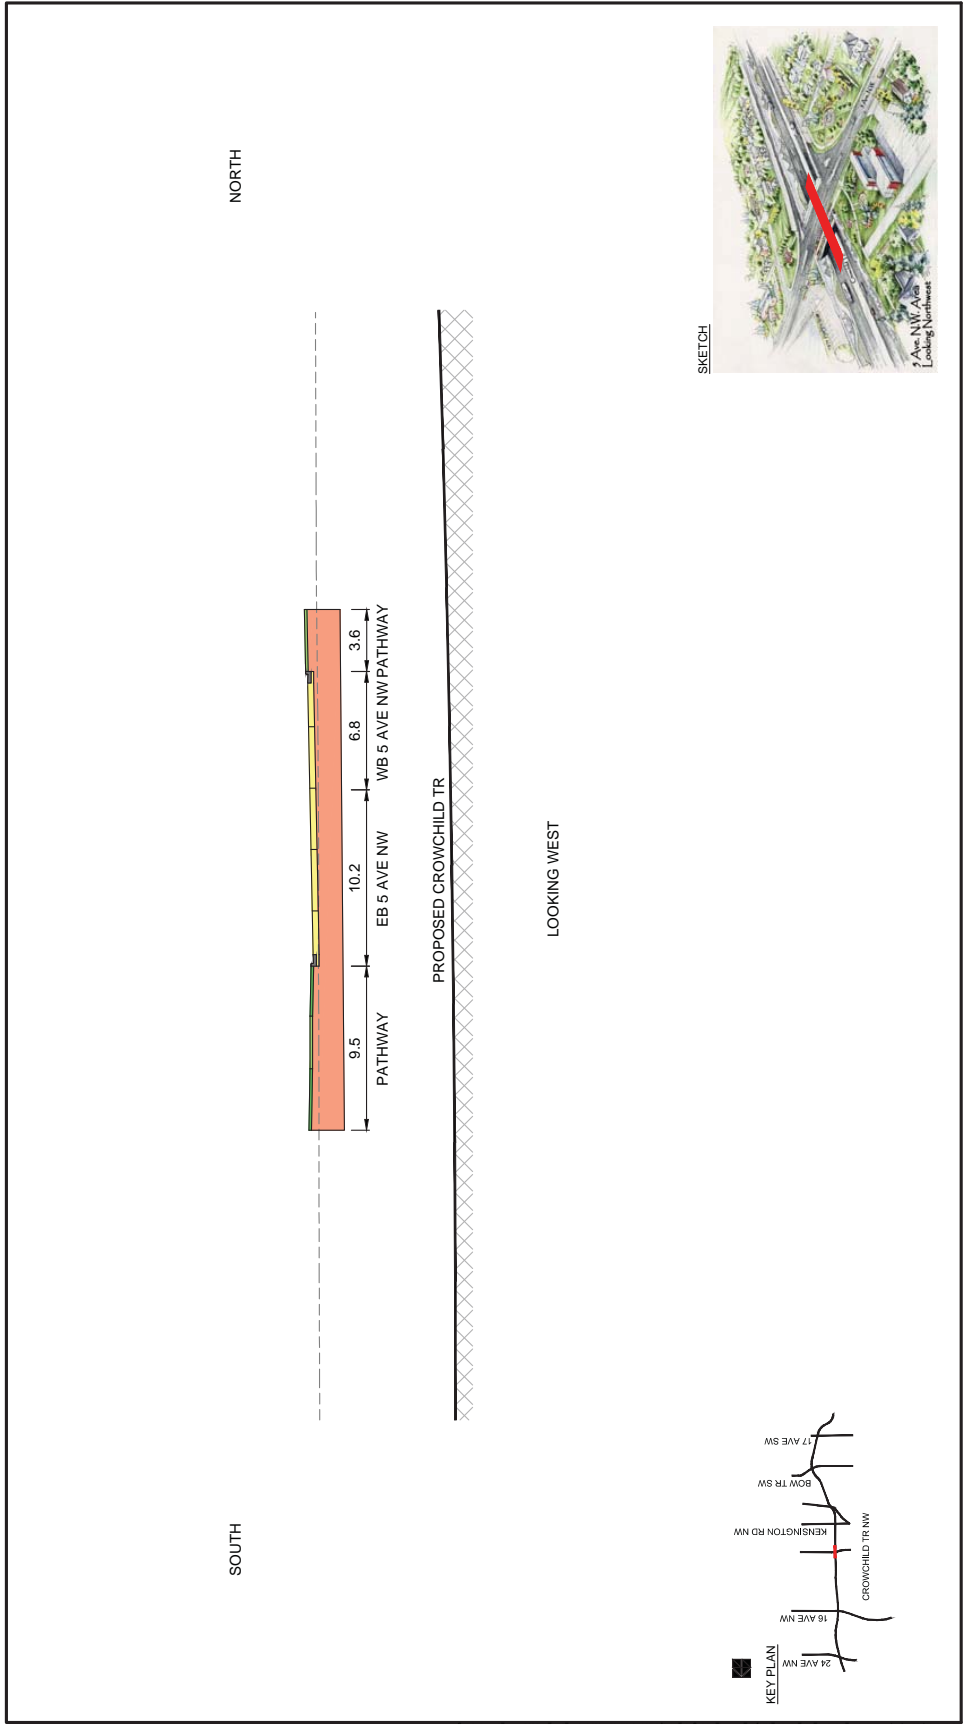 SOUTH
NORTH
9.5
10.2
6.8
3.6
PATHWAY
EB 5 AVE NW
WB 5 AVE NW
PATHWAY
PROPOSED CROWCHILD TR
LOOKING WEST
KEY PLAN
24 AVE NW
16 AVE NW
KENSINGTON RD NW
BOW TR SW
17 AVE SW
CROWCHILD TR NW
SKETCH
Ave. N.W. Area
Looking Northwest